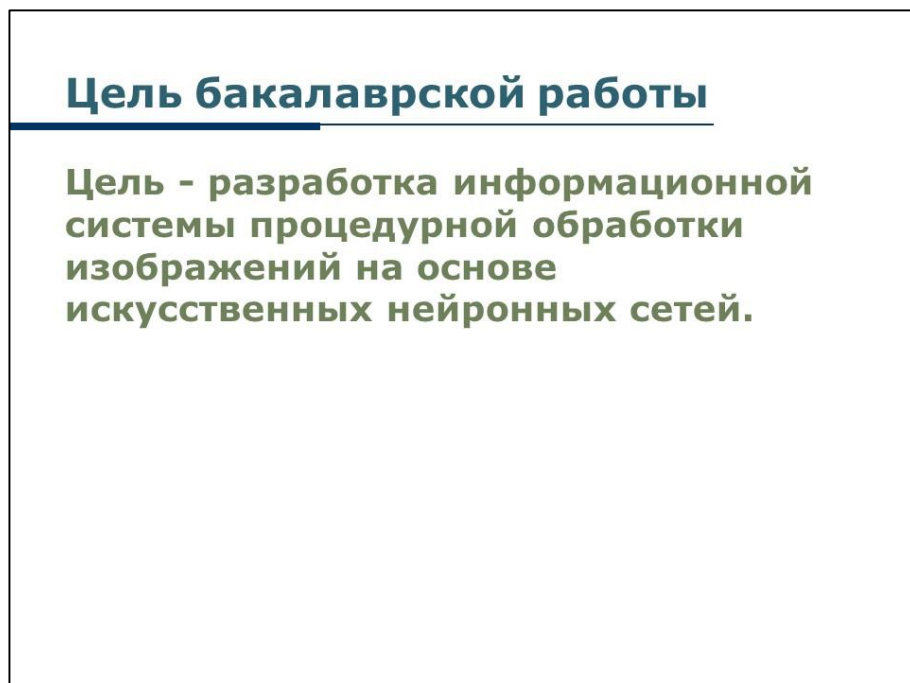 Цель бакалаврской работы
Цель - разработка информационной
системы процедурной обработки
изображений на основе
искусственных нейронных сетей.